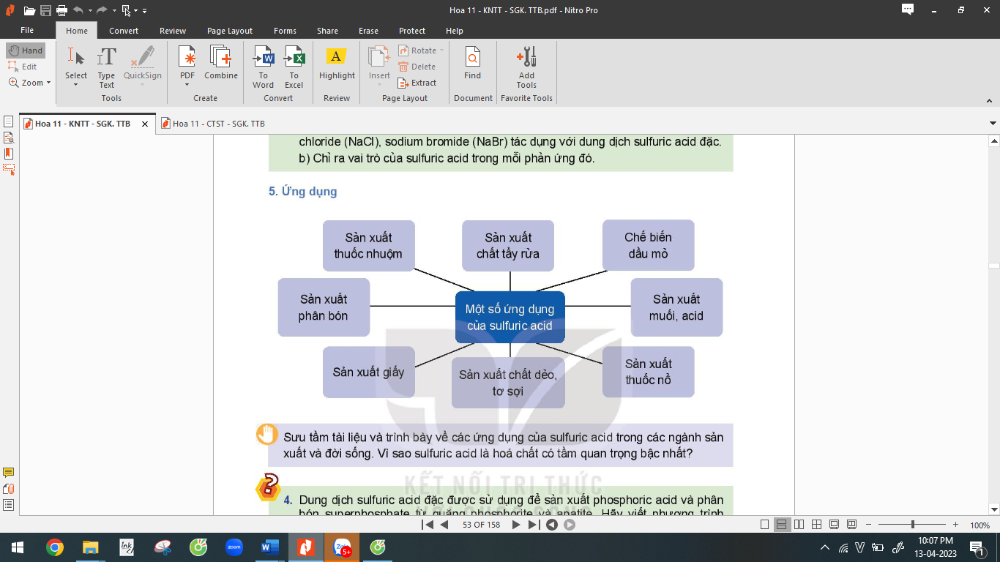 Hoa 11 - KNTT - SGK. TTB.pdf - Nitro Pro
File Home Convert Review Page Layout Forms Share Erase Protect Help
Hand
Edit
Zoom
Select
Type Text
QuickSign
Tools
PDF
Combine
Create
To Word
To Excel
Convert
A
Highlight
Review
Insert
Rotate
Delete
Extract
Page Layout
Find
Document
Add Tools
Favorite Tools
Hoa 11 - KNTT - SGK. TTB
Hoa 11 - CTST - SGK. TTB
chloride (NaCl), sodium bromide (NaBr) tác dụng với dung dịch sulfuric acid đặc.
b) Chỉ ra vai trò của sulfuric acid trong mỗi phản ứng đó.
5. Ứng dụng
Sản xuất
thuốc nhuộm
Sản xuất
chất tẩy rửa
Chế biến
dầu mỏ
Sản xuất
phân bón
Một số ứng dụng
của sulfuric acid
Sản xuất
muối, acid
Sản xuất giấy
Sản xuất chất dẻo,
tơ sợi
Sản xuất
thuốc nổ
Sưu tầm tài liệu và trình bày về các ứng dụng của sulfuric acid trong các ngành sản
xuất và đời sống. Vì sao sulfuric acid là hoá chất có tầm quan trọng bậc nhất?
KẾT NỐI TRI THỨC
VỚI CUỘC SỐNG
4. Dung dịch sulfuric acid đặc được sử dụng để sản xuất phosphoric acid và phân
bón superphosphate từ quặng phosphorite và apatite. Hãy viết phương trình
53 OF 158
100%
ink
zoom
Zalo
5+
10:07 PM
13-04-2023
1